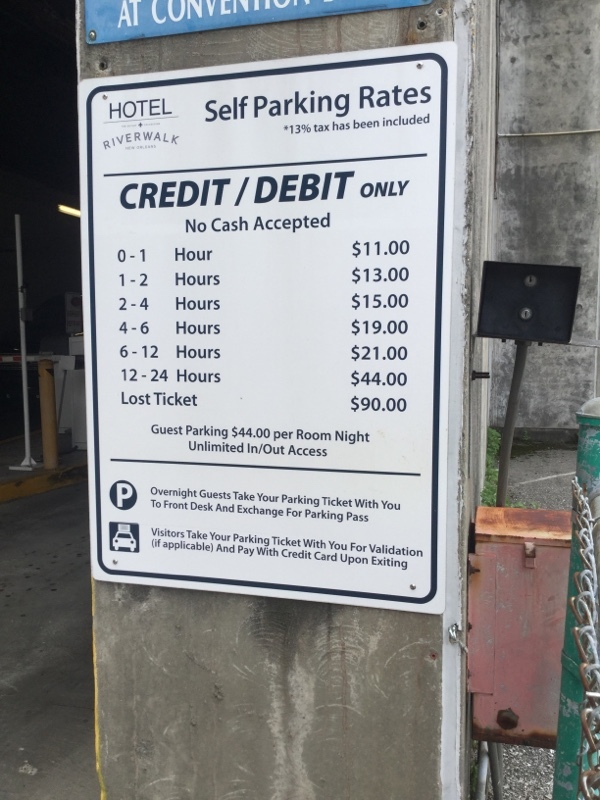 AT CONVENTION
HOTEL
RIVERWALK
NEW ORLEANS
Self Parking Rates
*13% tax has been included
CREDIT / DEBIT ONLY
No Cash Accepted
0 - 1 Hour $11.00
1 - 2 Hours $13.00
2 - 4 Hours $15.00
4 - 6 Hours $19.00
6 - 12 Hours $21.00
12 - 24 Hours $44.00
Lost Ticket $90.00
Guest Parking $44.00 per Room Night
Unlimited In/Out Access
P
Overnight Guests Take Your Parking Ticket With You
To Front Desk And Exchange For Parking Pass
Visitors Take Your Parking Ticket With You For Validation
(if applicable) And Pay With Credit Card Upon Exiting